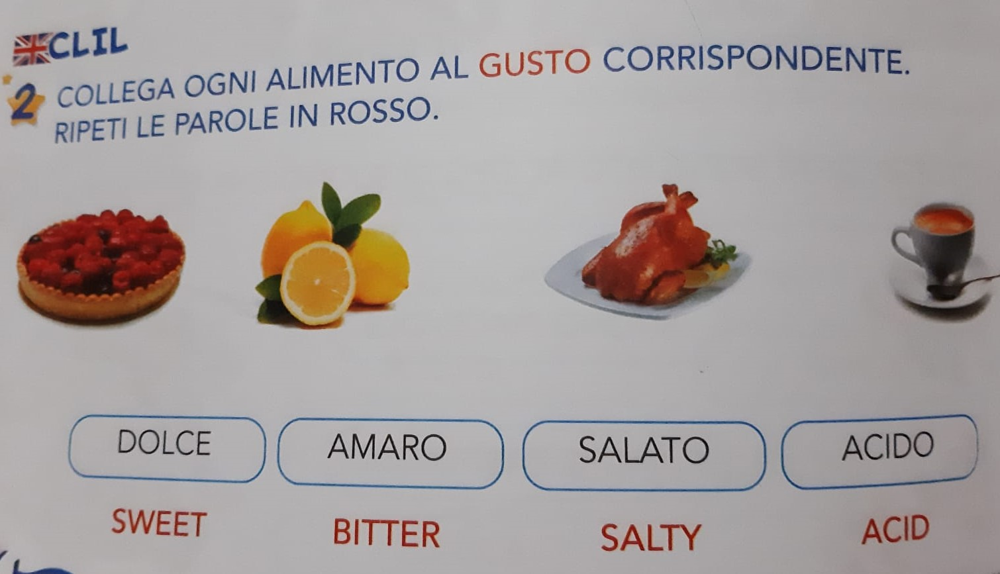 CLIL
2 COLLEGA OGNI ALIMENTO AL GUSTO CORRISPONDENTE.
RIPETI LE PAROLE IN ROSSO.
DOLCE AMARO SALATO ACIDO
SWEET BITTER SALTY ACID